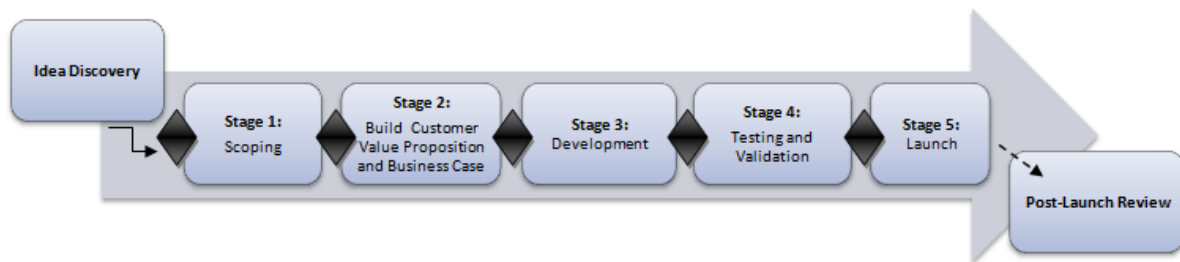 Idea Discovery
Stage 1:
Scoping
Stage 2:
Build Customer
Value Proposition
and Business Case
Stage 3:
Development
Stage 4:
Testing and
Validation
Stage 5:
Launch
Post-Launch Review